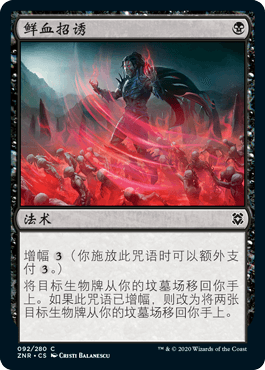 鲜血招诱
法术
增幅 3（你施放此咒语时可以额外支
付 3。）
将目标生物牌从你的坟墓场移回你手
上。如果此咒语已增幅，则改为将两张
目标生物牌从你的坟墓场移回你手上。
092/280 C
ZNR • CS CRISTI BALANESCU
™ & © 2020 Wizards of the Coast